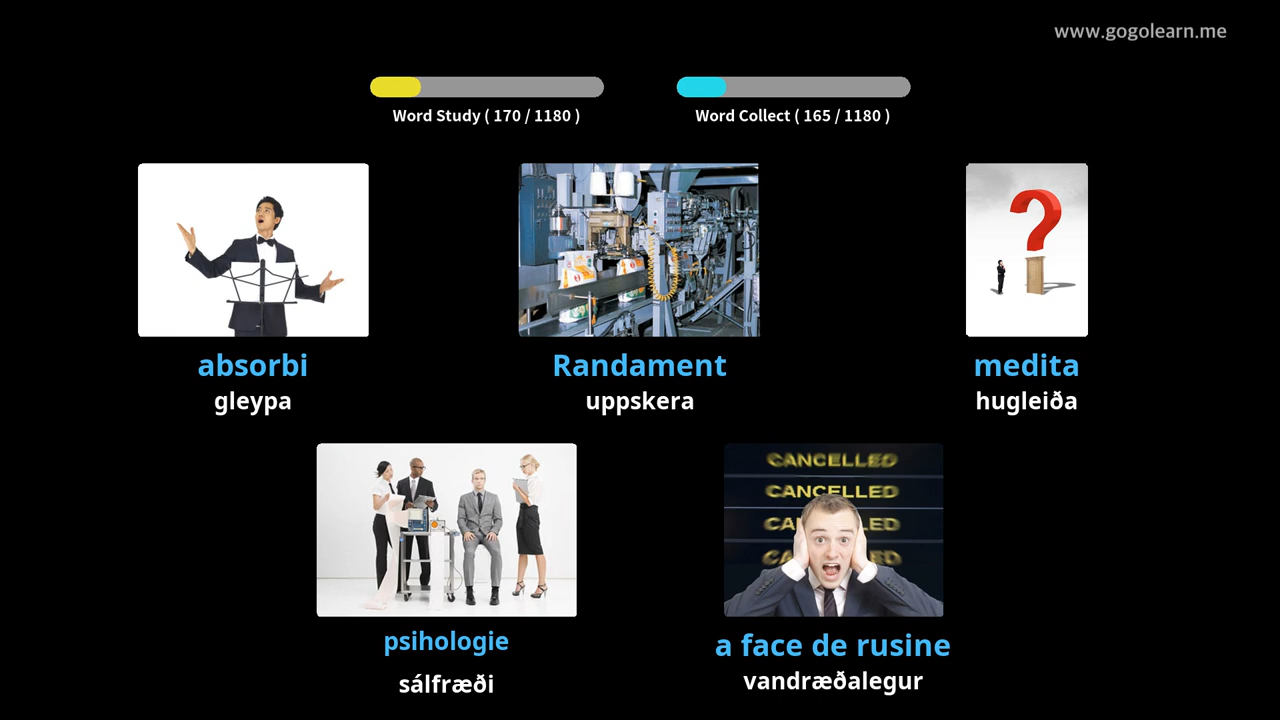 www.gogolearn.me
Word Study ( 170 / 1180 )
Word Collect ( 165 / 1180 )
absorbi
gleypa
Randament
uppskera
medita
hugleiða
CANCELLED
CANCELLED
psihologie
sálfræði
a face de rusine
vandræðalegur